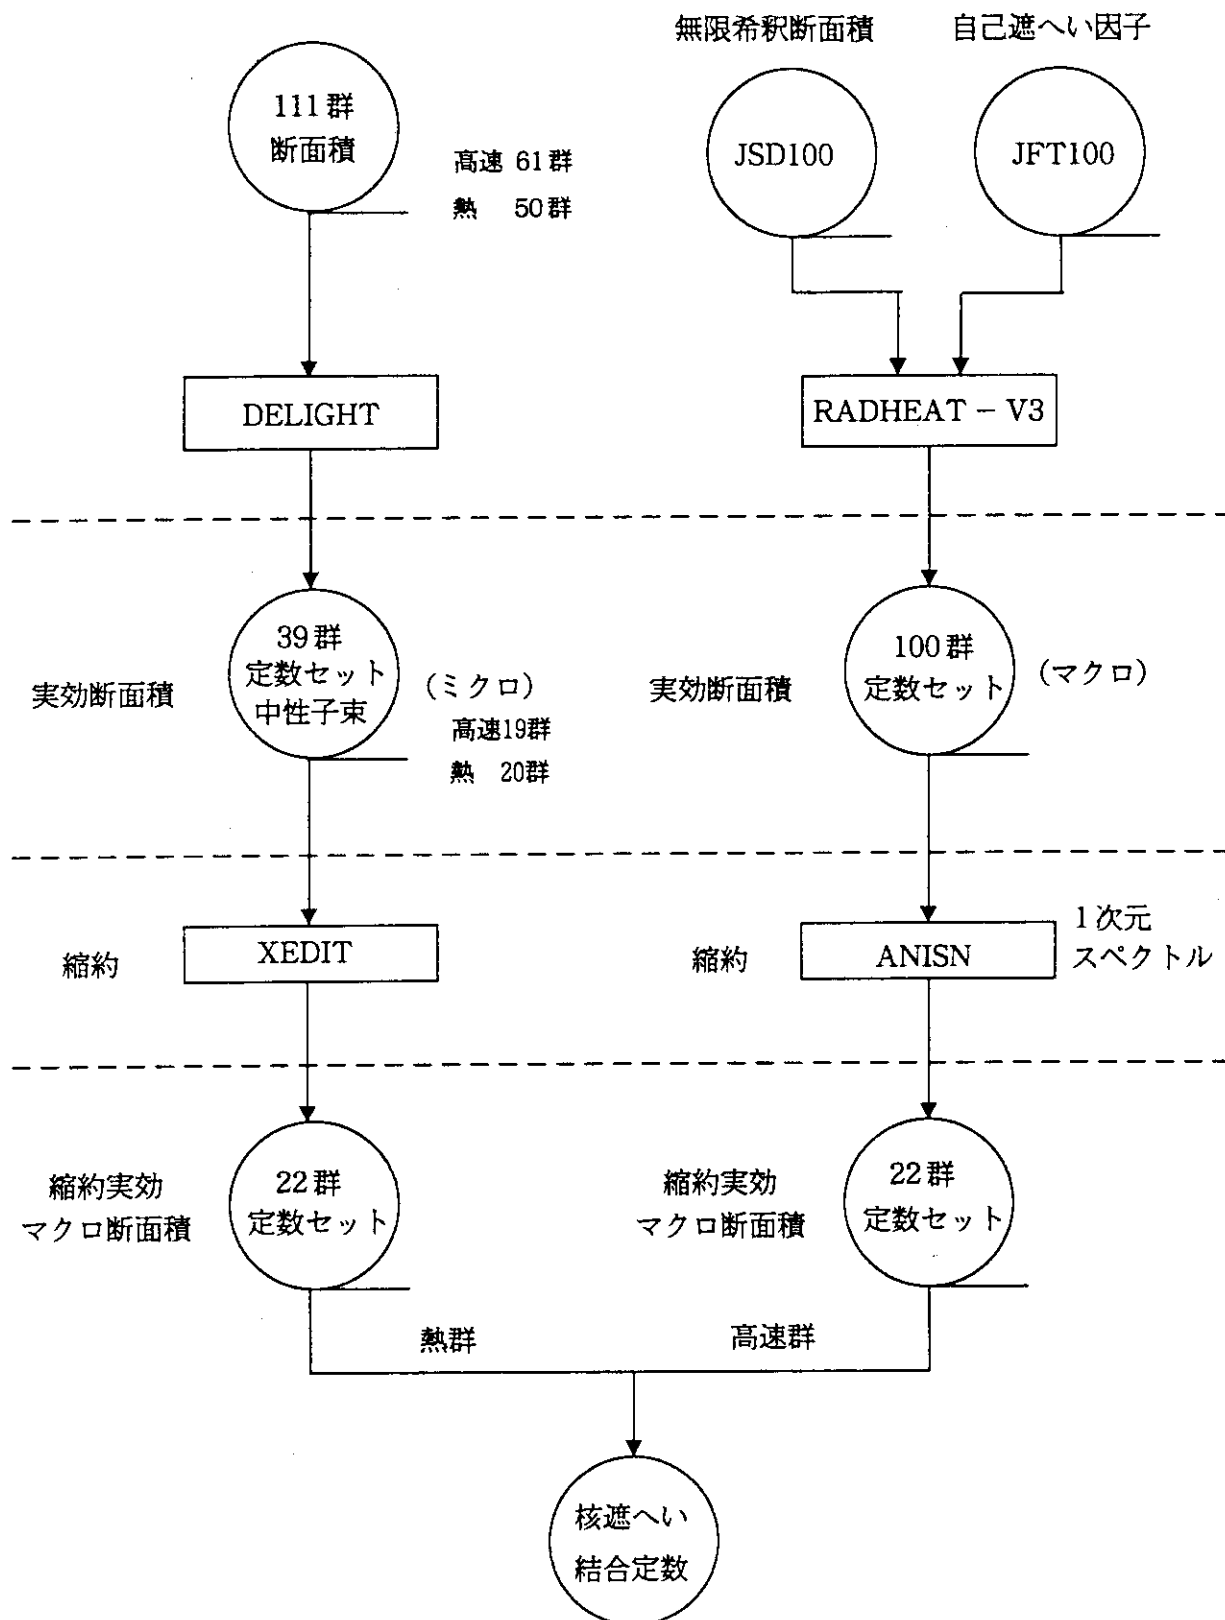 無限希釈断面積
自己遮へい因子
111群
断面積
高速 61群
熱 50群
JSD100
JFT100
DELIGHT
RADHEAT - V3
実効断面積
39群
定数セット
中性子束
(ミクロ)
高速19群
熱 20群
実効断面積
100群
定数セット
(マクロ)
縮約
XEDIT
縮約
ANISN
1次元
スペクトル
縮約実効
マクロ断面積
22群
定数セット
縮約実効
マクロ断面積
22群
定数セット
熱群
高速群
核遮へい
結合定数